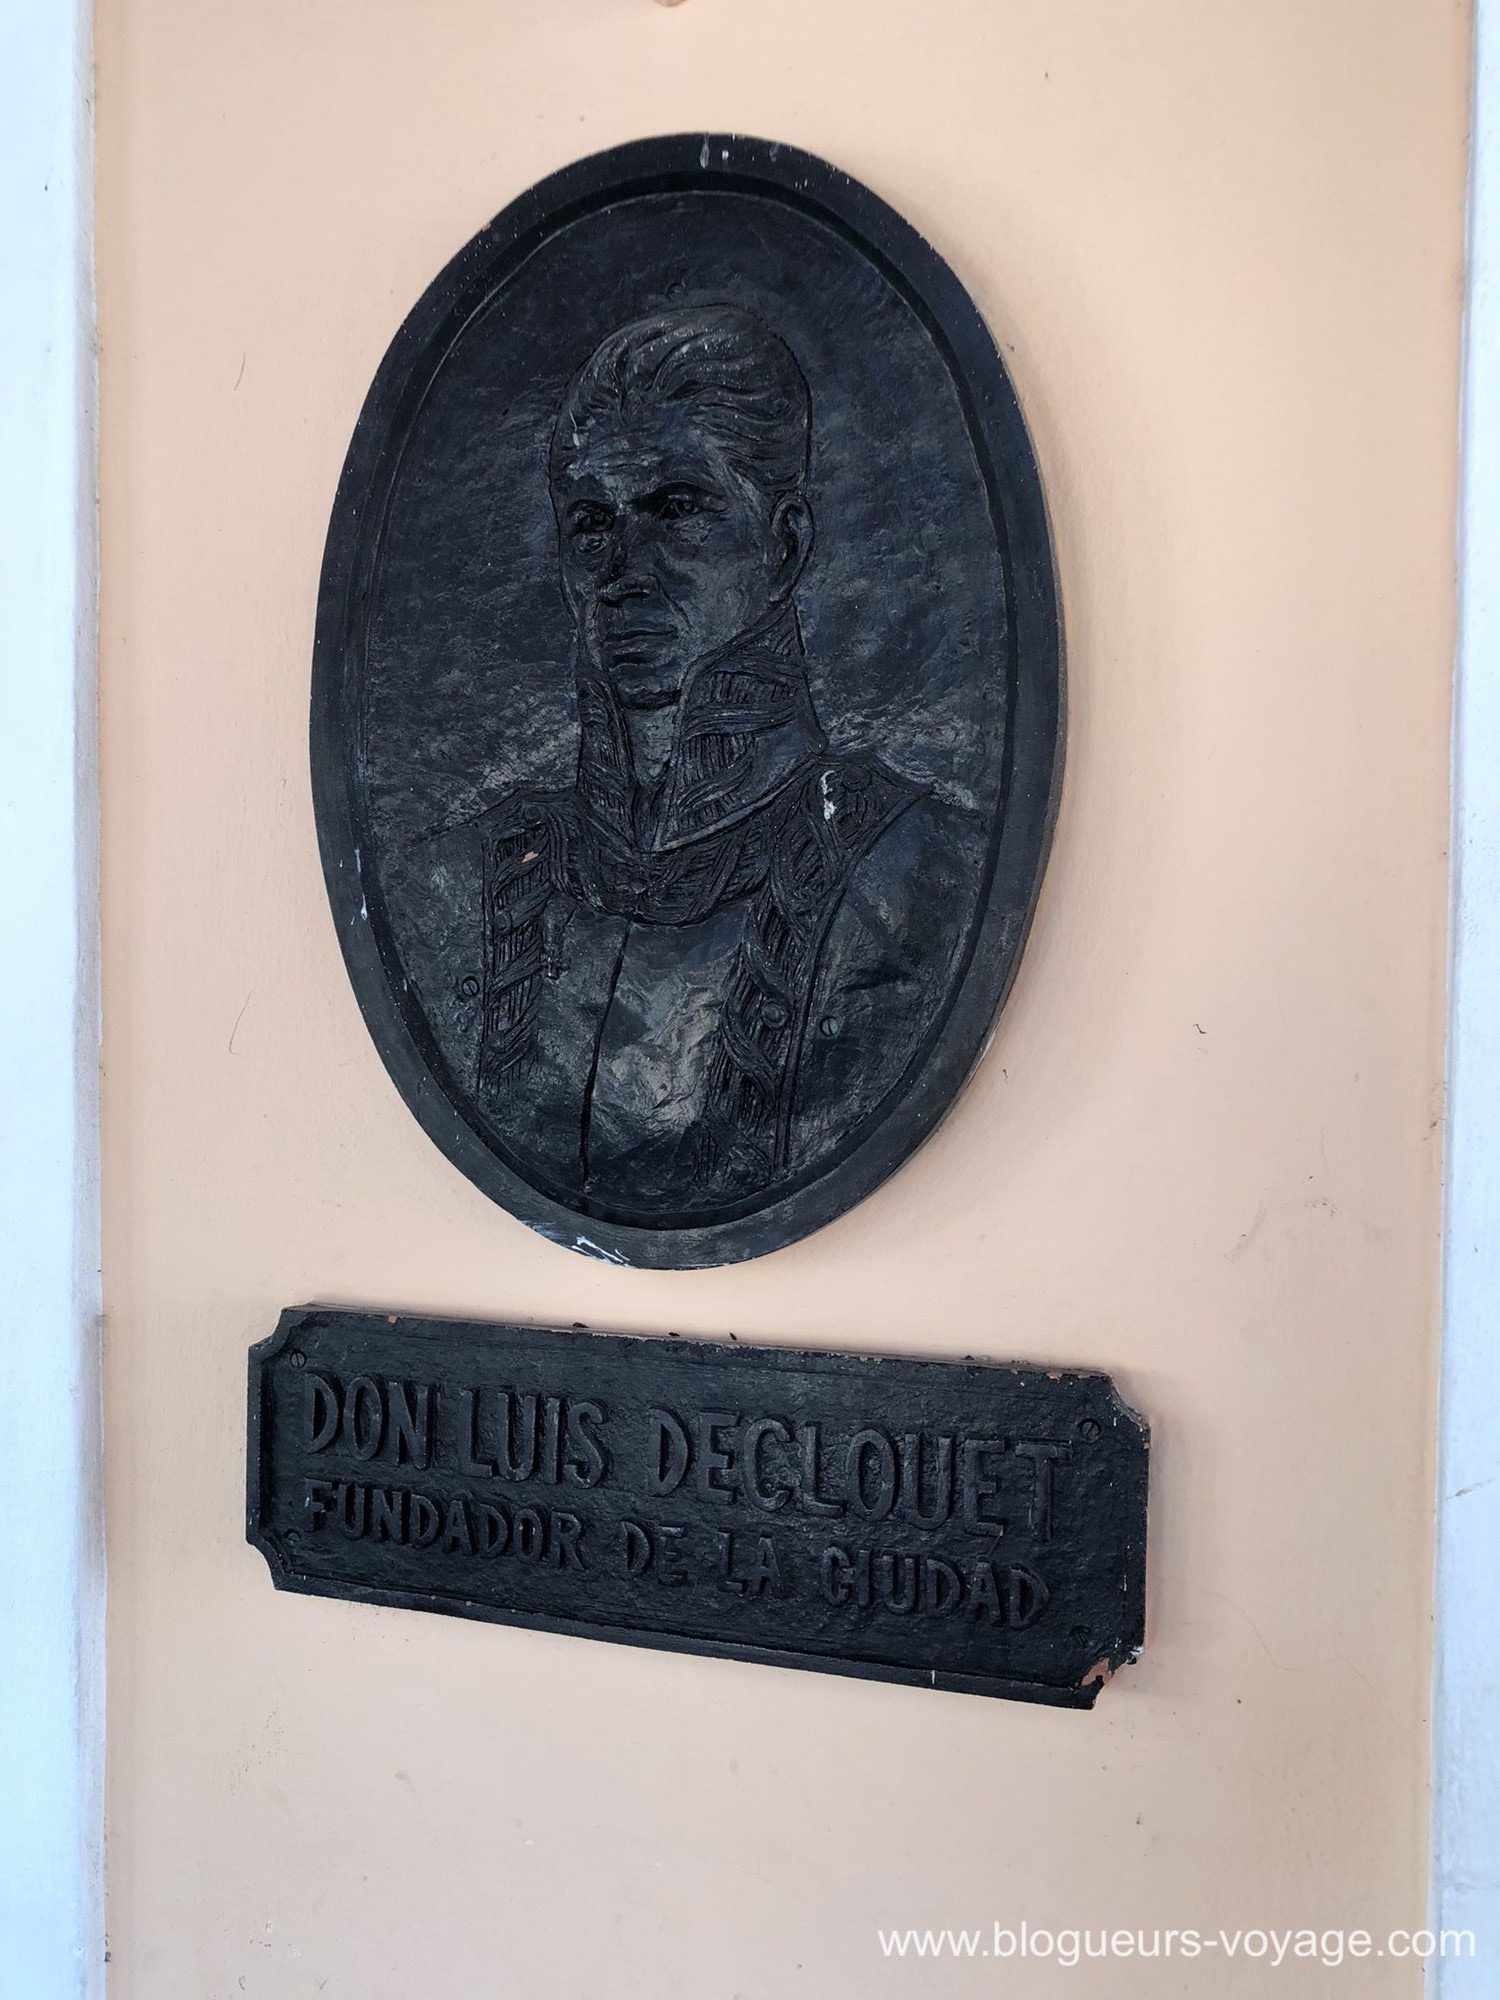 DON LUIS DECLOUET
FUNDADOR DE LA CIUDAD
www.blogueurs-voyage.com